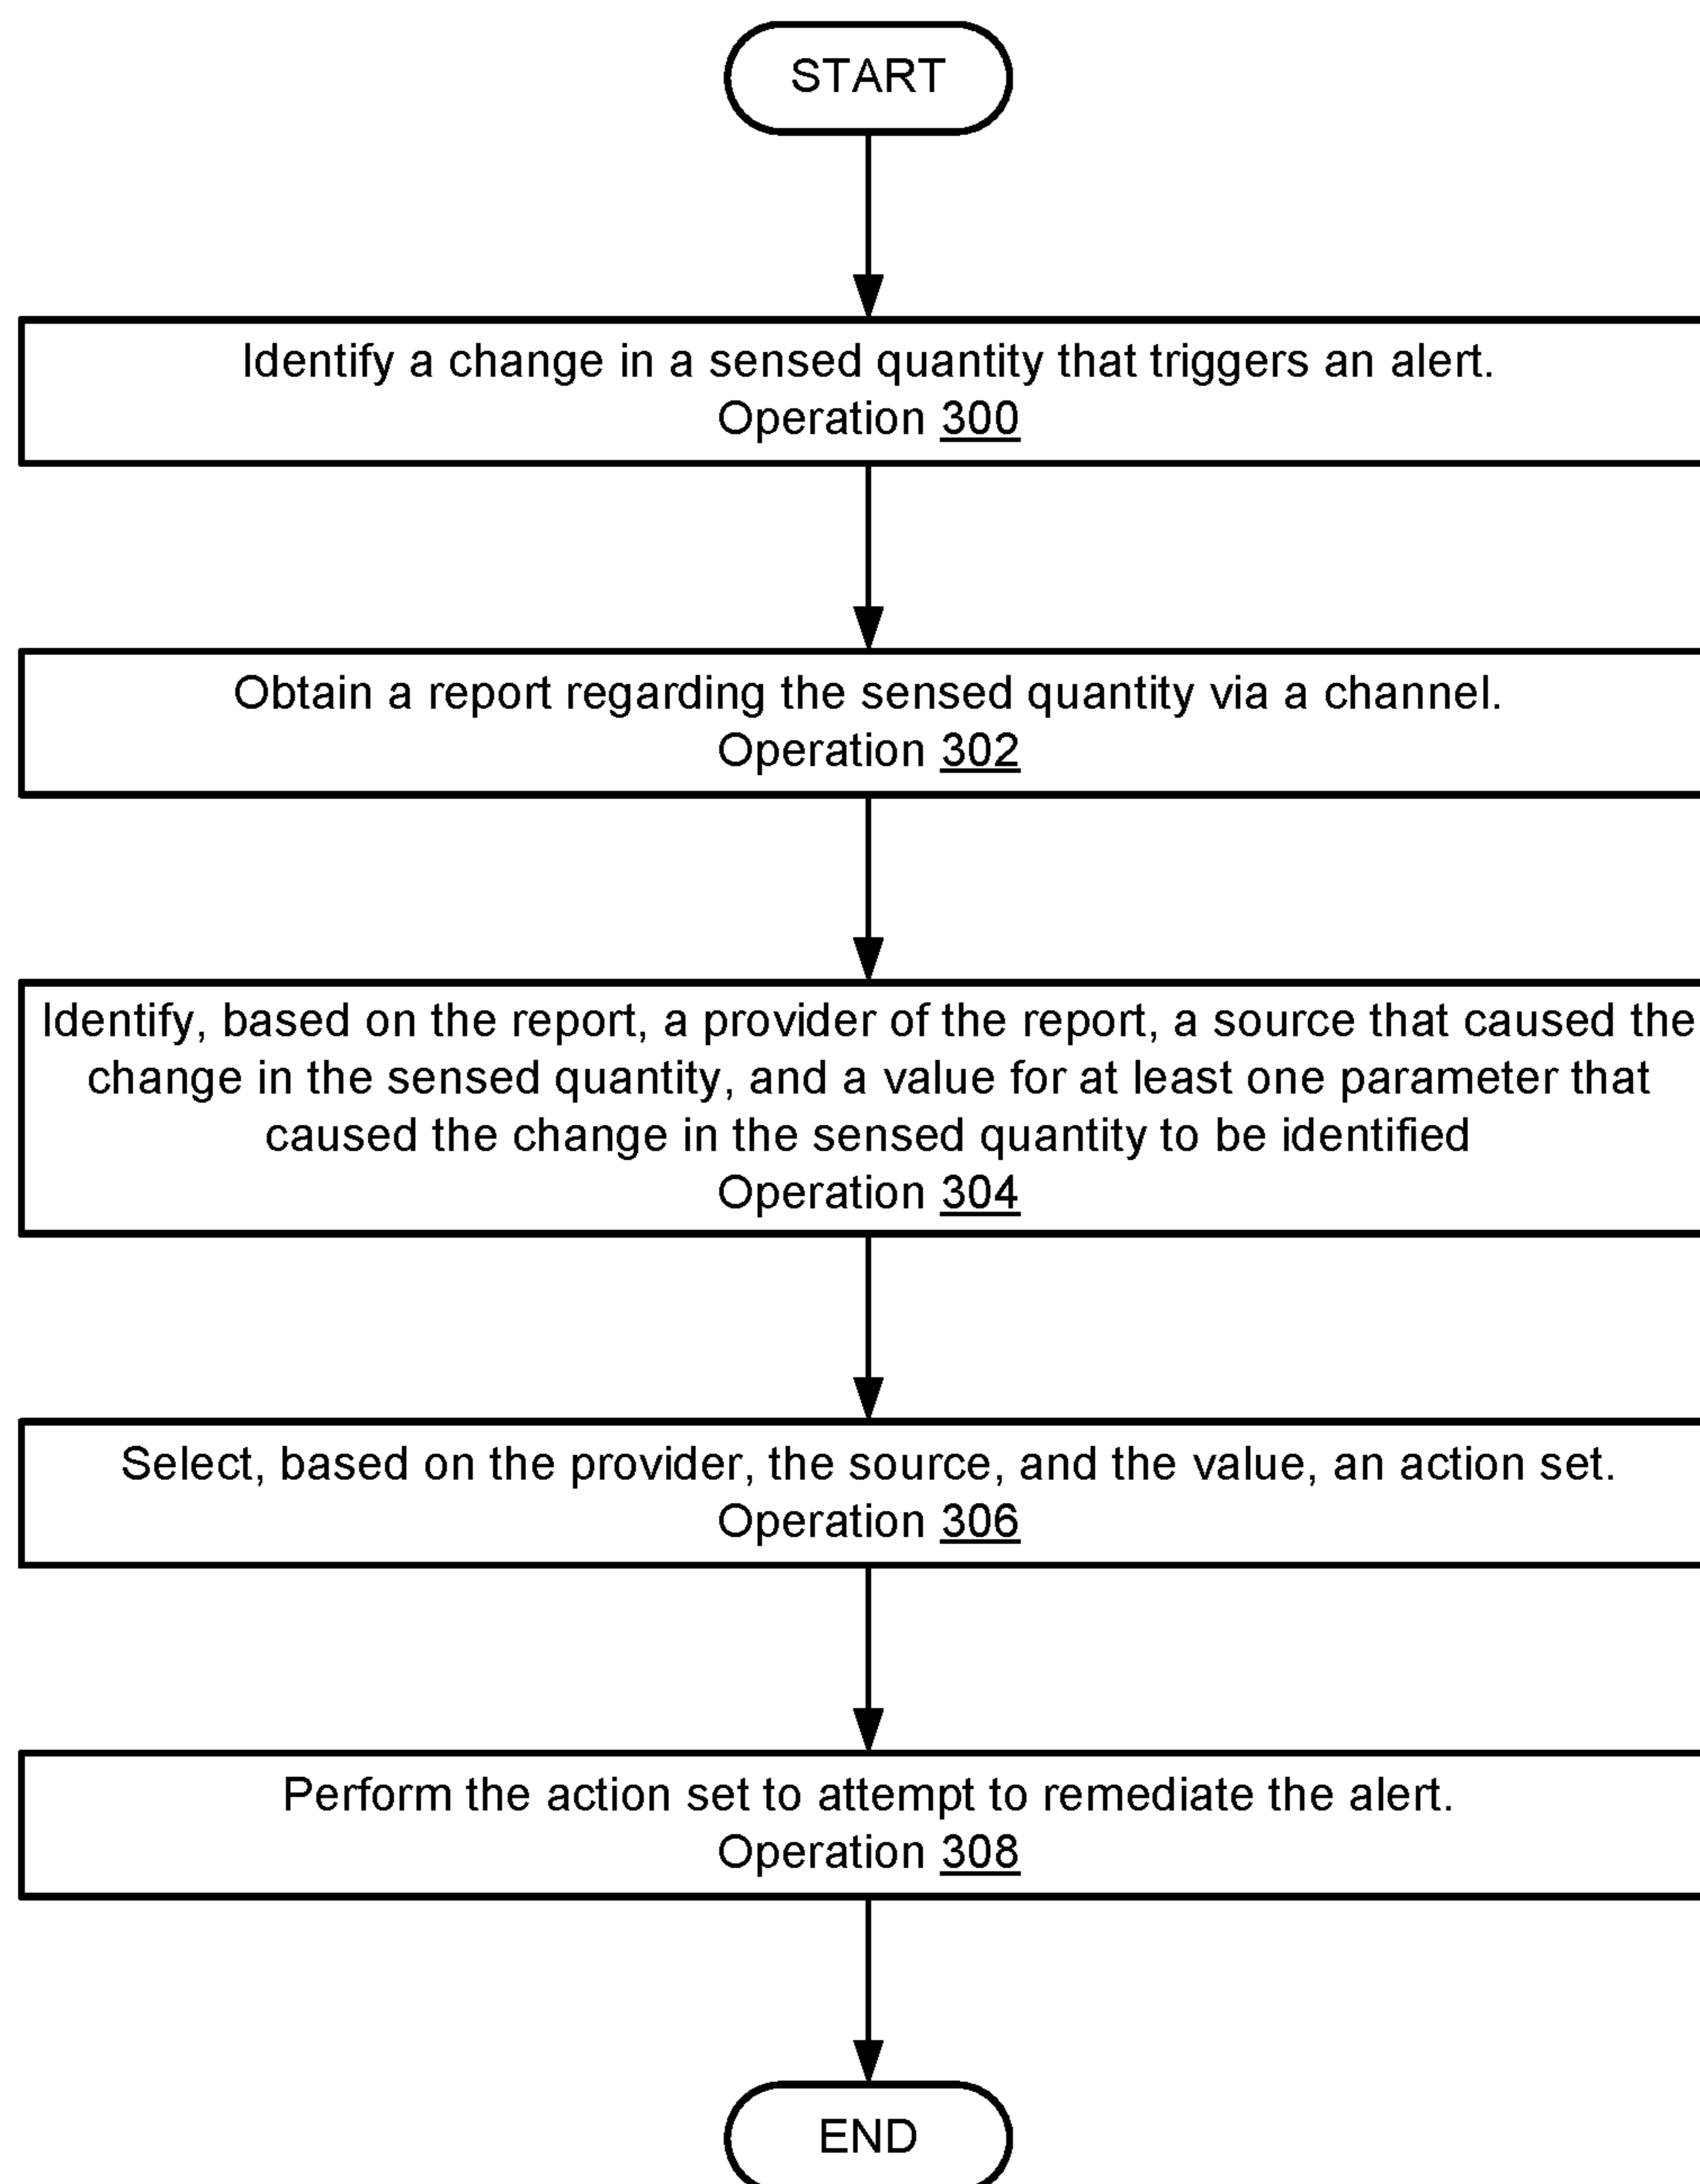 START
Identify a change in a sensed quantity that triggers an alert.
Operation 300
Obtain a report regarding the sensed quantity via a channel.
Operation 302
Identify, based on the report, a provider of the report, a source that caused the
change in the sensed quantity, and a value for at least one parameter that
caused the change in the sensed quantity to be identified
Operation 304
Select, based on the provider, the source, and the value, an action set.
Operation 306
Perform the action set to attempt to remediate the alert.
Operation 308
END